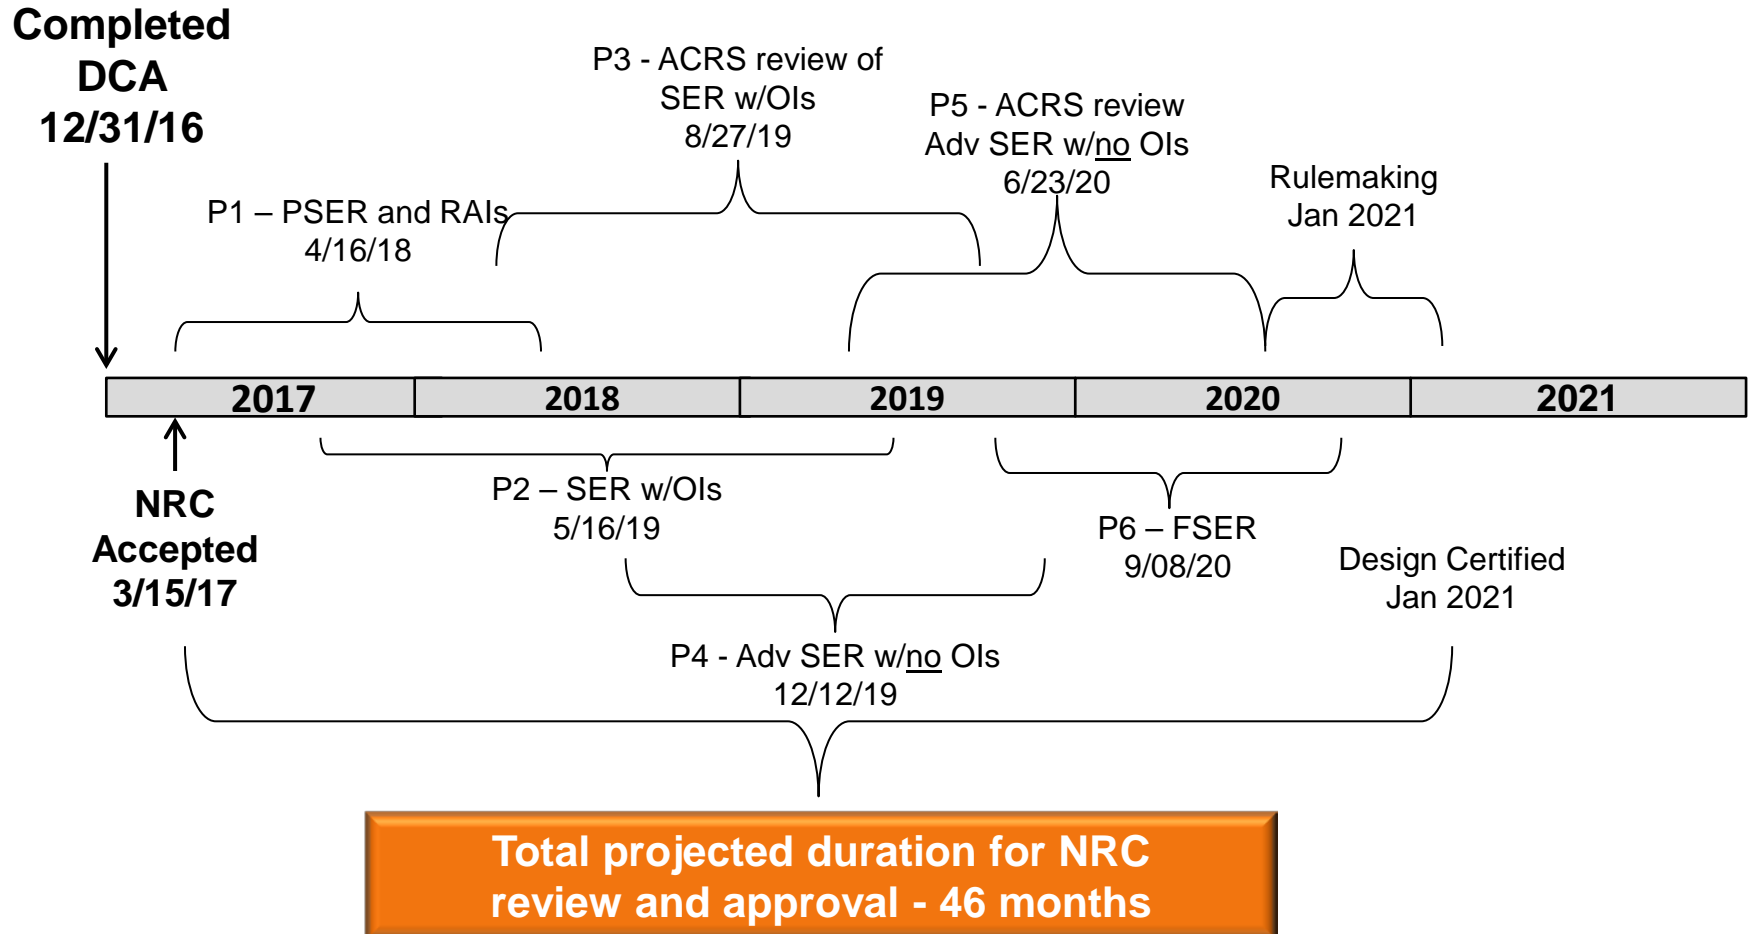 Completed
DCA
12/31/16
P3 - ACRS review of
SER w/OIs
8/27/19
P5 - ACRS review
Adv SER w/no OIs
6/23/20
Rulemaking
Jan 2021
P1 – PSER and RAIs
4/16/18
2017
2018
2019
2020
2021
NRC
Accepted
3/15/17
P2 – SER w/OIs
5/16/19
P6 – FSER
9/08/20
Design Certified
Jan 2021
P4 - Adv SER w/no OIs
12/12/19
Total projected duration for NRC
review and approval - 46 months